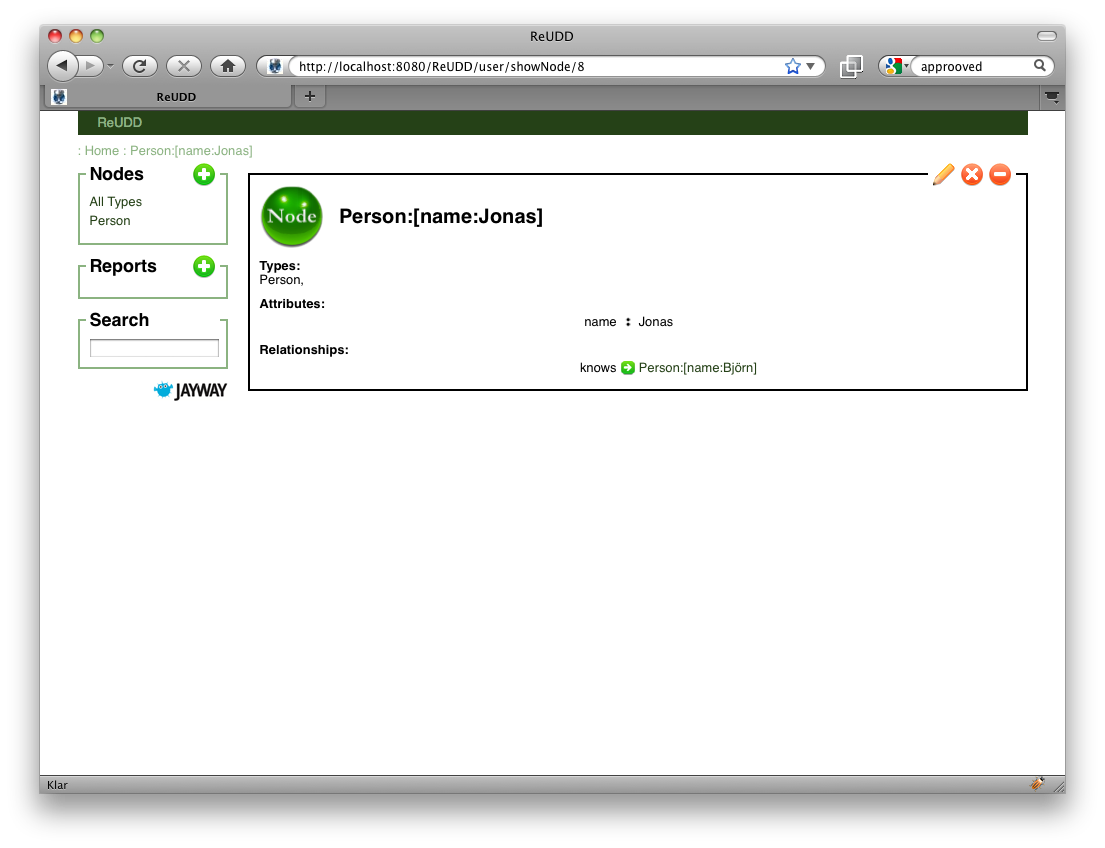 ReUDD
http://localhost:8080/ReUDD/user/showNode/8
approoved
ReUDD
ReUDD
: Home : Person:[name:Jonas]
Nodes
All Types
Person
Reports
Search
JAYWAY
Node
Person:[name:Jonas]
Types:
Person,
Attributes:
name : Jonas
Relationships:
knows Person:[name:Björn]
Klar